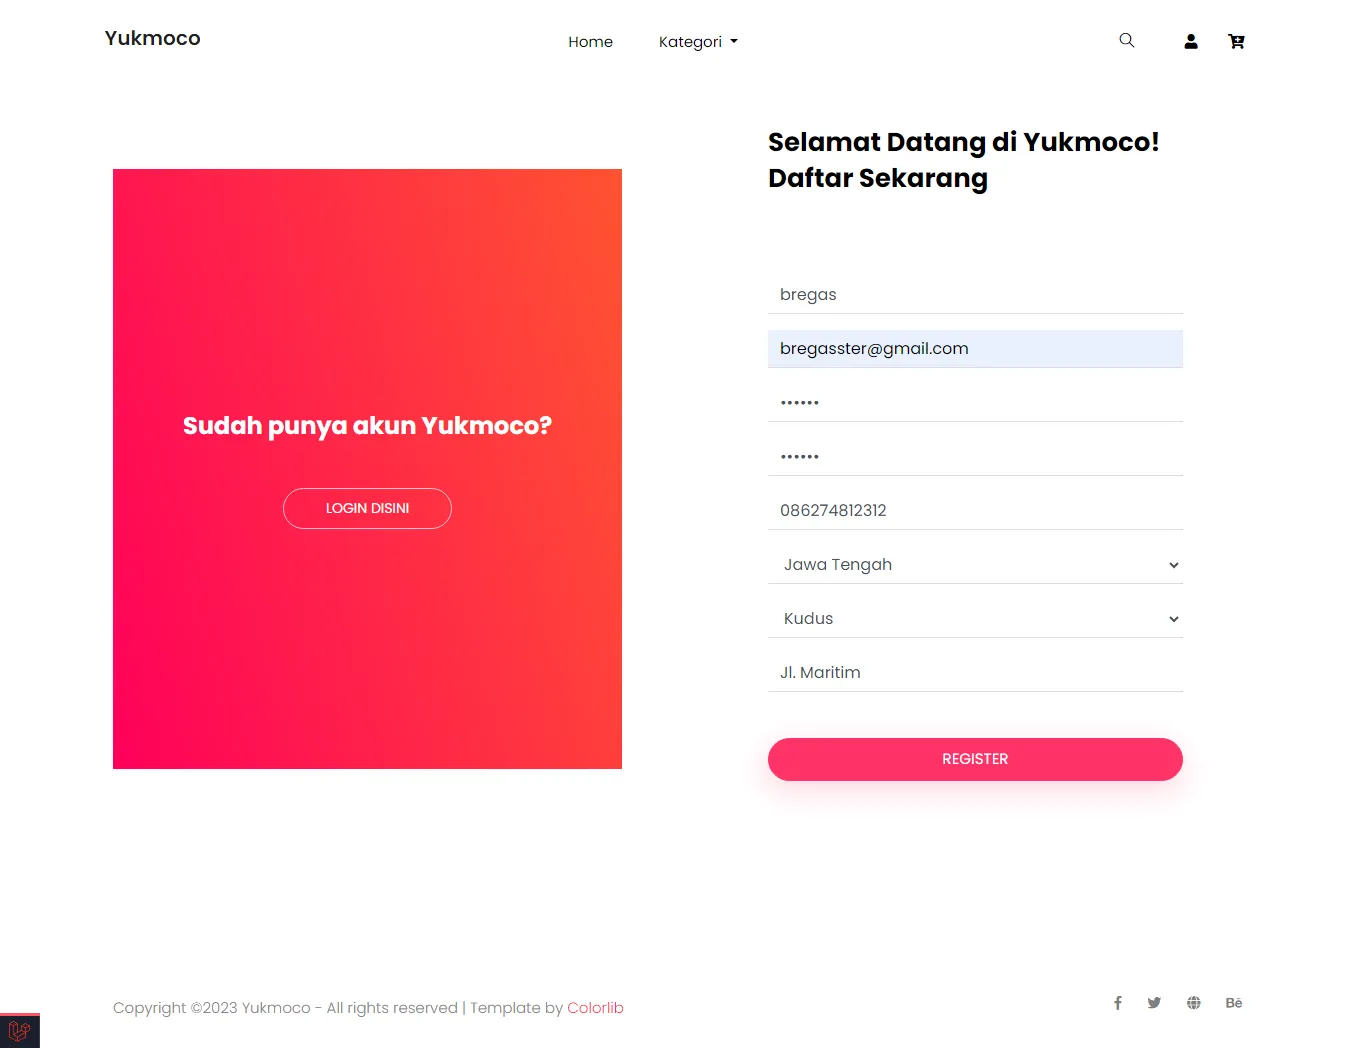 Yukmoco
Home
Kategori
Selamat Datang di Yukmoco!
Daftar Sekarang
Sudah punya akun Yukmoco?
LOGIN DISINI
bregas
bregasster@gmail.com
••••••
••••••
086274812312
Jawa Tengah
Kudus
Jl. Maritim
REGISTER
Copyright ©2023 Yukmoco - All rights reserved | Template by Colorlib